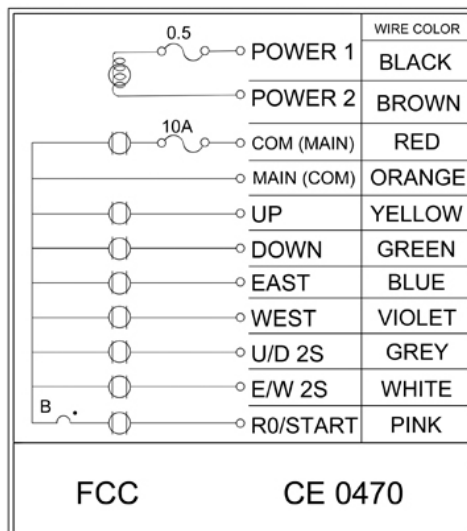 WIRE COLOR
0.5
POWER 1 BLACK
POWER 2 BROWN
10A
COM (MAIN) RED
MAIN (COM) ORANGE
UP YELLOW
DOWN GREEN
EAST BLUE
WEST VIOLET
U/D 2S GREY
E/W 2S WHITE
B R0/START PINK
FCC CE 0470